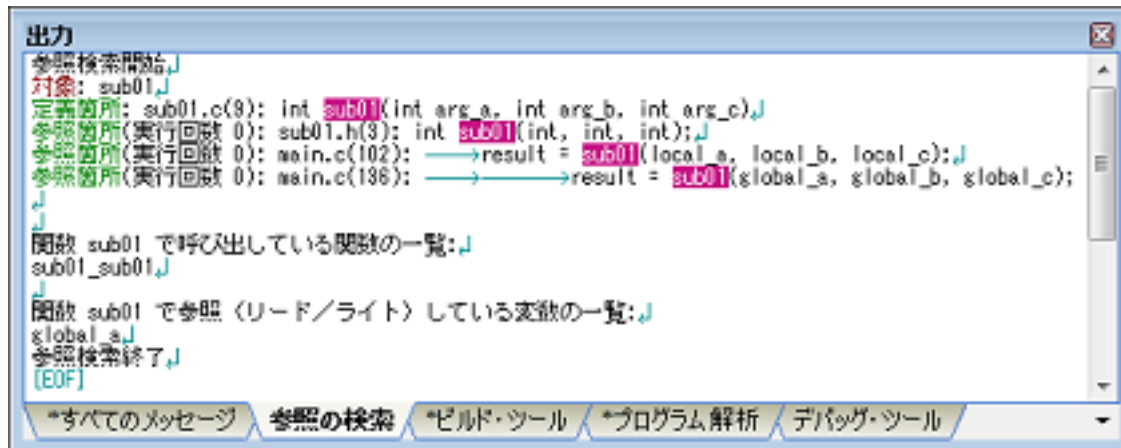 出力
参照検索開始↲
対象: sub01↲
定義箇所: sub01.c(9): int sub01(int arg_a, int arg_b, int arg_c)↲
参照箇所(実行回数 0): sub01.h(3): int sub01(int, int, int);↲
参照箇所(実行回数 0): main.c(102): ⟶result = sub01(local_a, local_b, local_c);↲
参照箇所(実行回数 0): main.c(136): ⟶⟶result = sub01(global_a, global_b, global_c);
↲
↲
関数 sub01 で呼び出している関数の一覧:↲
sub01_sub01↲
↲
関数 sub01 で参照（リード／ライト）している変数の一覧:↲
global_a↲
参照検索終了↲
[EOF]
*すべてのメッセージ 参照の検索 *ビルド・ツール *プログラム解析 デバッグ・ツール